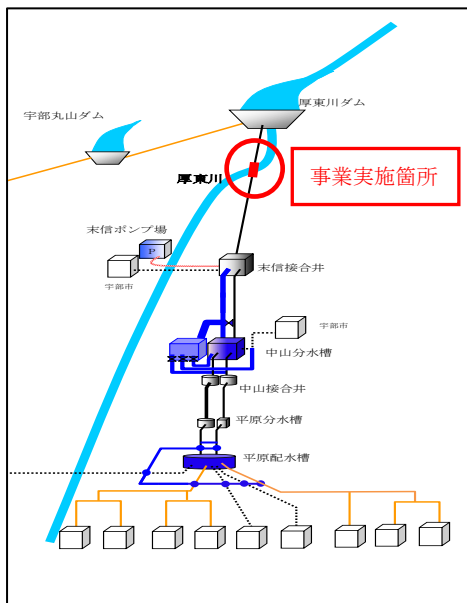 宇部丸山ダム
厚東川ダム
厚東川
事業実施箇所
末信ポンプ場
P
宇部市
末信接合井
宇部市
中山分水槽
中山接合井
平原分水槽
平原配水槽